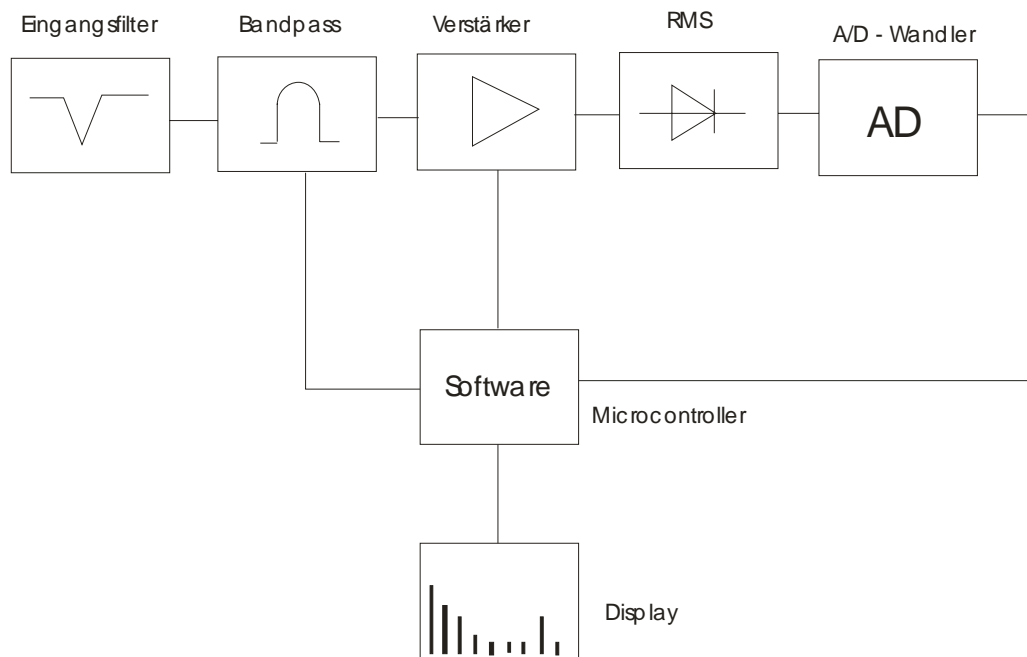 Eingangsfilter
Bandpass
Verstärker
RMS
A/D - Wandler
AD
Software
Microcontroller
Display